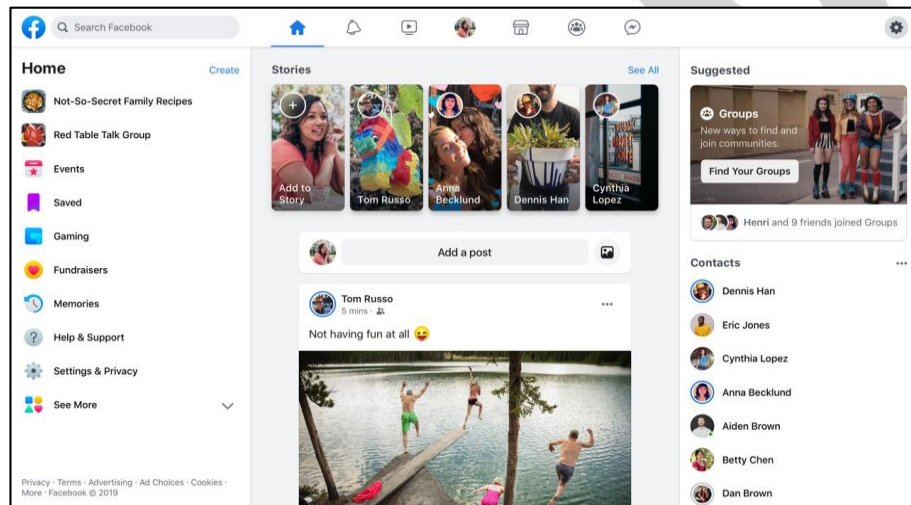 Search Facebook
Home
Create
Not-So-Secret Family Recipes
Red Table Talk Group
Events
Saved
Gaming
Fundraisers
Memories
Help & Support
Settings & Privacy
See More
Privacy · Terms · Advertising · Ad Choices · Cookies ·
More · Facebook © 2019
Stories
See All
Add to
Story
Tom Russo
Anna
Becklund
Dennis Han
Cynthia
Lopez
Add a post
Tom Russo
5 mins ·
Not having fun at all 😜
Suggested
Groups
New ways to find and
join communities.
Find Your Groups
Henri and 9 friends joined Groups
Contacts
Dennis Han
Eric Jones
Cynthia Lopez
Anna Becklund
Aiden Brown
Betty Chen
Dan Brown